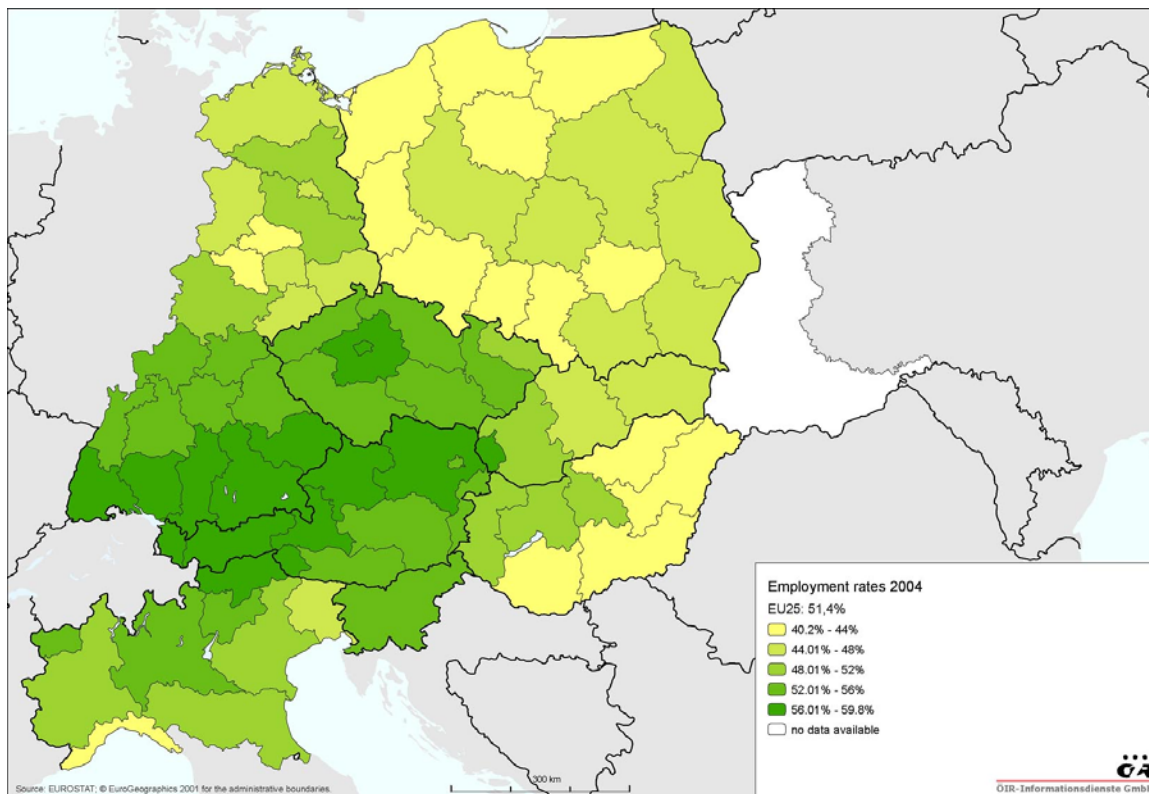 Employment rates 2004
EU25: 51,4%
40.2% - 44%
44.01% - 48%
48.01% - 52%
52.01% - 56%
56.01% - 59.8%
no data available
300 km
Source: EUROSTAT; © EuroGeographics 2001 for the administrative boundaries.
ÖIR-Informationsdienste GmbH